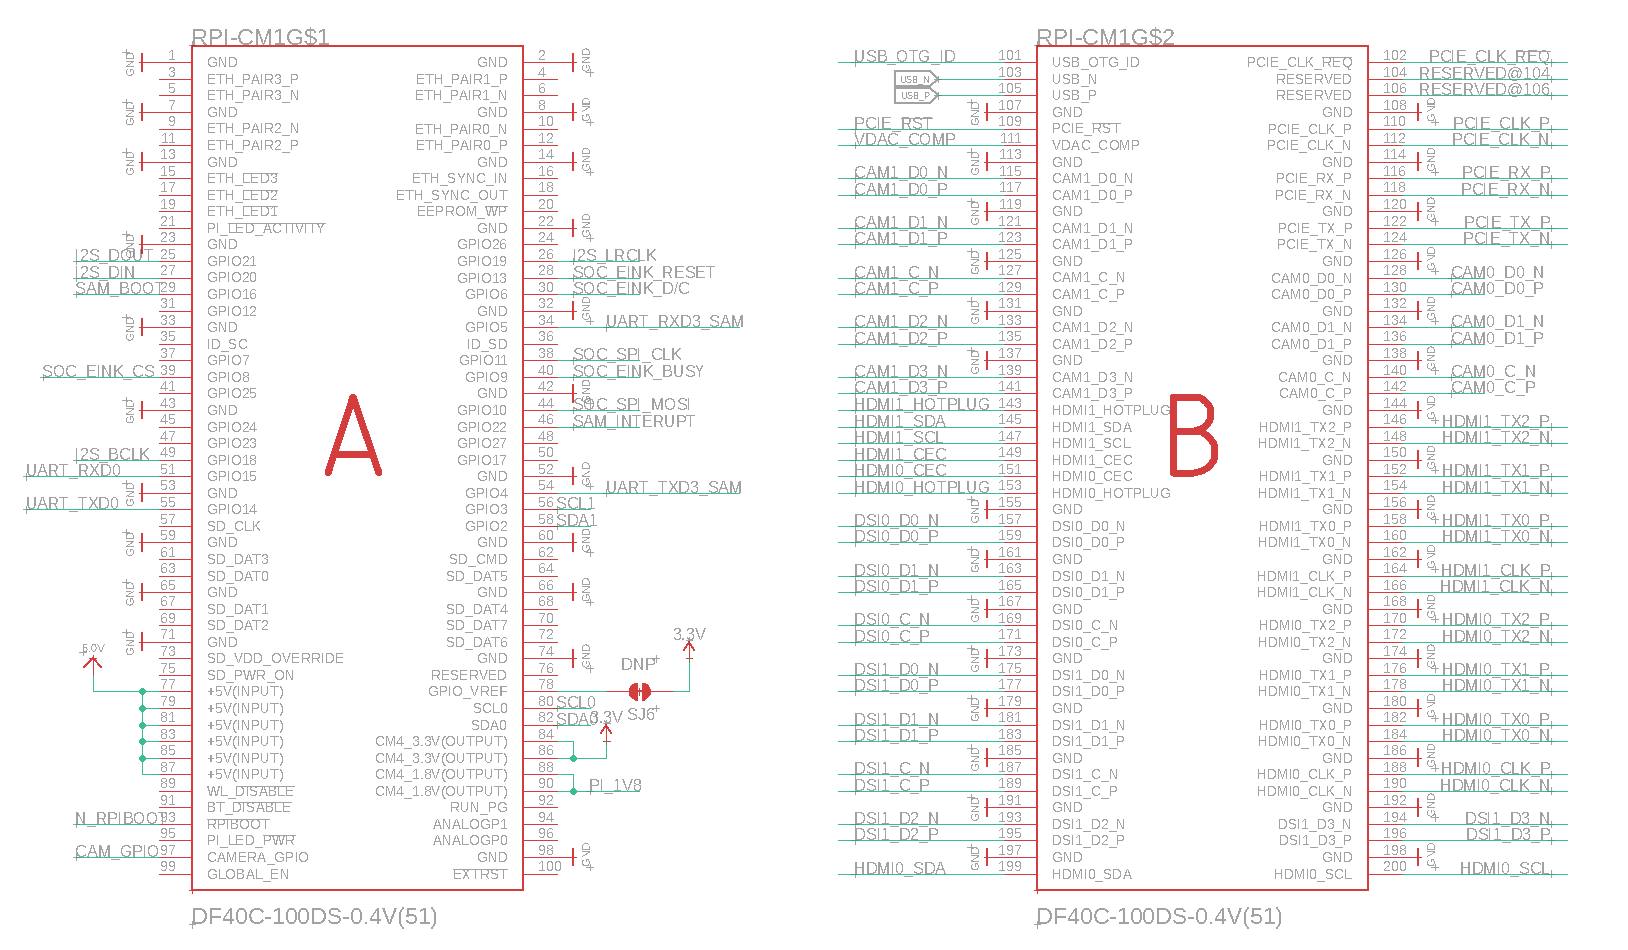 RPI-CM1G$1
GND 1 GND GND 2 GND
3 ETH_PAIR3_P ETH_PAIR1_P 4
5 ETH_PAIR3_N ETH_PAIR1_N 6
GND 7 GND GND 8 GND
9 ETH_PAIR2_N ETH_PAIR0_N 10
11 ETH_PAIR2_P ETH_PAIR0_P 12
GND 13 GND GND 14 GND
15 ETH_LED3 ETH_SYNC_IN 16
17 ETH_LED2 ETH_SYNC_OUT 18
19 ETH_LED1 EEPROM_WP 20
21 PI_LED_ACTIVITY GND 22 GND
GND 23 GND GPIO26 24
I2S_DOUT 25 GPIO21 GPIO19 26 I2S_LRCLK
I2S_DIN 27 GPIO20 GPIO13 28 SOC_EINK_RESET
SAM_BOOT 29 GPIO16 GPIO6 30 SOC_EINK_D/C
31 GPIO12 GND 32 GND
GND 33 GND GPIO5 34 UART_RXD3_SAM
35 ID_SC ID_SD 36
37 GPIO7 GPIO11 38 SOC_SPI_CLK
SOC_EINK_CS 39 GPIO8 GPIO9 40 SOC_EINK_BUSY
41 GPIO25 GND 42 GND
GND 43 GND GPIO10 44 SOC_SPI_MOSI
45 GPIO24 GPIO22 46 SAM_INTERUPT
47 GPIO23 GPIO27 48
I2S_BCLK 49 GPIO18 GPIO17 50
UART_RXD0 51 GPIO15 GND 52 GND
GND 53 GND GPIO4 54 UART_TXD3_SAM
UART_TXD0 55 GPIO14 GPIO3 56 SCL1
57 SD_CLK GPIO2 58 SDA1
GND 59 GND GND 60 GND
61 SD_DAT3 SD_CMD 62
63 SD_DAT0 SD_DAT5 64
GND 65 GND GND 66 GND
67 SD_DAT1 SD_DAT4 68
69 SD_DAT2 SD_DAT7 70
GND 71 GND SD_DAT6 72
73 SD_VDD_OVERRIDE GND 74 GND
75 SD_PWR_ON RESERVED 76
5.0V 77 +5V(INPUT) GPIO_VREF 78 DNP SJ6 3.3V
79 +5V(INPUT) SCL0 80 SCL0
81 +5V(INPUT) SDA0 82 SDA0 3.3V
83 +5V(INPUT) CM4_3.3V(OUTPUT) 84
85 +5V(INPUT) CM4_3.3V(OUTPUT) 86
87 +5V(INPUT) CM4_1.8V(OUTPUT) 88
89 WL_DISABLE CM4_1.8V(OUTPUT) 90 PI_1V8
91 BT_DISABLE RUN_PG 92
N_RPIBOOT 93 RPIBOOT ANALOGP1 94
95 PI_LED_PWR ANALOGP0 96
CAM_GPIO 97 CAMERA_GPIO GND 98 GND
99 GLOBAL_EN EXTRST 100
A
DF40C-100DS-0.4V(51)
RPI-CM1G$2
USB_OTG_ID 101 USB_OTG_ID PCIE_CLK_REQ 102 PCIE_CLK_REQ
USB_N 103 USB_N RESERVED 104 RESERVED@104
USB_P 105 USB_P RESERVED 106 RESERVED@106
GND 107 GND GND 108 GND
PCIE_RST 109 PCIE_RST PCIE_CLK_P 110 PCIE_CLK_P
VDAC_COMP 111 VDAC_COMP PCIE_CLK_N 112 PCIE_CLK_N
GND 113 GND GND 114 GND
CAM1_D0_N 115 CAM1_D0_N PCIE_RX_P 116 PCIE_RX_P
CAM1_D0_P 117 CAM1_D0_P PCIE_RX_N 118 PCIE_RX_N
GND 119 GND GND 120 GND
CAM1_D1_N 121 CAM1_D1_N PCIE_TX_P 122 PCIE_TX_P
CAM1_D1_P 123 CAM1_D1_P PCIE_TX_N 124 PCIE_TX_N
GND 125 GND GND 126 GND
CAM1_C_N 127 CAM1_C_N CAM0_D0_N 128 CAM0_D0_N
CAM1_C_P 129 CAM1_C_P CAM0_D0_P 130 CAM0_D0_P
GND 131 GND GND 132 GND
CAM1_D2_N 133 CAM1_D2_N CAM0_D1_N 134 CAM0_D1_N
CAM1_D2_P 135 CAM1_D2_P CAM0_D1_P 136 CAM0_D1_P
GND 137 GND GND 138 GND
CAM1_D3_N 139 CAM1_D3_N CAM0_C_N 140 CAM0_C_N
CAM1_D3_P 141 CAM1_D3_P CAM0_C_P 142 CAM0_C_P
HDMI1_HOTPLUG 143 HDMI1_HOTPLUG GND 144 GND
HDMI1_SDA 145 HDMI1_SDA HDMI1_TX2_P 146 HDMI1_TX2_P
HDMI1_SCL 147 HDMI1_SCL HDMI1_TX2_N 148 HDMI1_TX2_N
HDMI1_CEC 149 HDMI1_CEC GND 150 GND
HDMI0_CEC 151 HDMI0_CEC HDMI1_TX1_P 152 HDMI1_TX1_P
HDMI0_HOTPLUG 153 HDMI0_HOTPLUG HDMI1_TX1_N 154 HDMI1_TX1_N
GND 155 GND GND 156 GND
DSI0_D0_N 157 DSI0_D0_N HDMI1_TX0_P 158 HDMI1_TX0_P
DSI0_D0_P 159 DSI0_D0_P HDMI1_TX0_N 160 HDMI1_TX0_N
GND 161 GND GND 162 GND
DSI0_D1_N 163 DSI0_D1_N HDMI1_CLK_P 164 HDMI1_CLK_P
DSI0_D1_P 165 DSI0_D1_P HDMI1_CLK_N 166 HDMI1_CLK_N
GND 167 GND GND 168 GND
DSI0_C_N 169 DSI0_C_N HDMI0_TX2_P 170 HDMI0_TX2_P
DSI0_C_P 171 DSI0_C_P HDMI0_TX2_N 172 HDMI0_TX2_N
GND 173 GND GND 174 GND
DSI1_D0_N 175 DSI1_D0_N HDMI0_TX1_P 176 HDMI0_TX1_P
DSI1_D0_P 177 DSI1_D0_P HDMI0_TX1_N 178 HDMI0_TX1_N
GND 179 GND GND 180 GND
DSI1_D1_N 181 DSI1_D1_N HDMI0_TX0_P 182 HDMI0_TX0_P
DSI1_D1_P 183 DSI1_D1_P HDMI0_TX0_N 184 HDMI0_TX0_N
GND 185 GND GND 186 GND
DSI1_C_N 187 DSI1_C_N HDMI0_CLK_P 188 HDMI0_CLK_P
DSI1_C_P 189 DSI1_C_P HDMI0_CLK_N 190 HDMI0_CLK_N
GND 191 GND GND 192 GND
DSI1_D2_N 193 DSI1_D2_N DSI1_D3_N 194 DSI1_D3_N
DSI1_D2_P 195 DSI1_D2_P DSI1_D3_P 196 DSI1_D3_P
GND 197 GND GND 198 GND
HDMI0_SDA 199 HDMI0_SDA HDMI0_SCL 200 HDMI0_SCL
B
DF40C-100DS-0.4V(51)